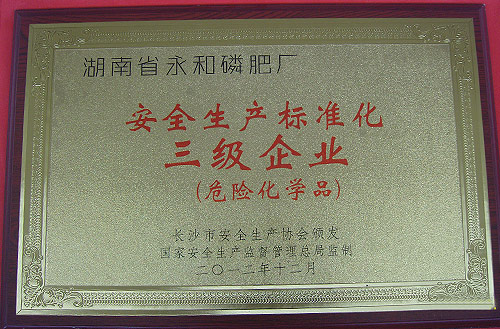 湖南省永和磷肥厂
安全生产标准化
三级企业
(危险化学品)
长沙市安全生产协会颁发
国家安全生产监督管理总局监制
二〇一二年十二月